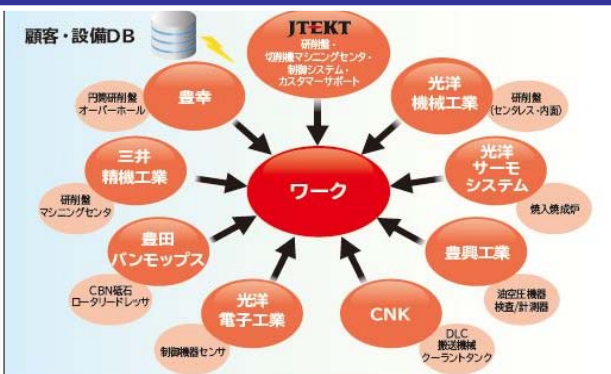 顧客・設備DB
JTEKT
研削盤・
切削機マシニングセンタ・
制御システム・
カスタマーサポート
豊幸
円筒研削盤
オーバーホール
光洋
機械工業
研削盤
(センタレス・内面)
三井
精機工業
研削盤
マシニングセンタ
ワーク
光洋
サーモ
システム
焼入焼成炉
豊田
バンモップス
CBN砥石
ロータリードレッサ
光洋
電子工業
制御機器センサ
CNK
DLC
搬送機械
クーラントタンク
豊興工業
油空圧機器
検査/計測器